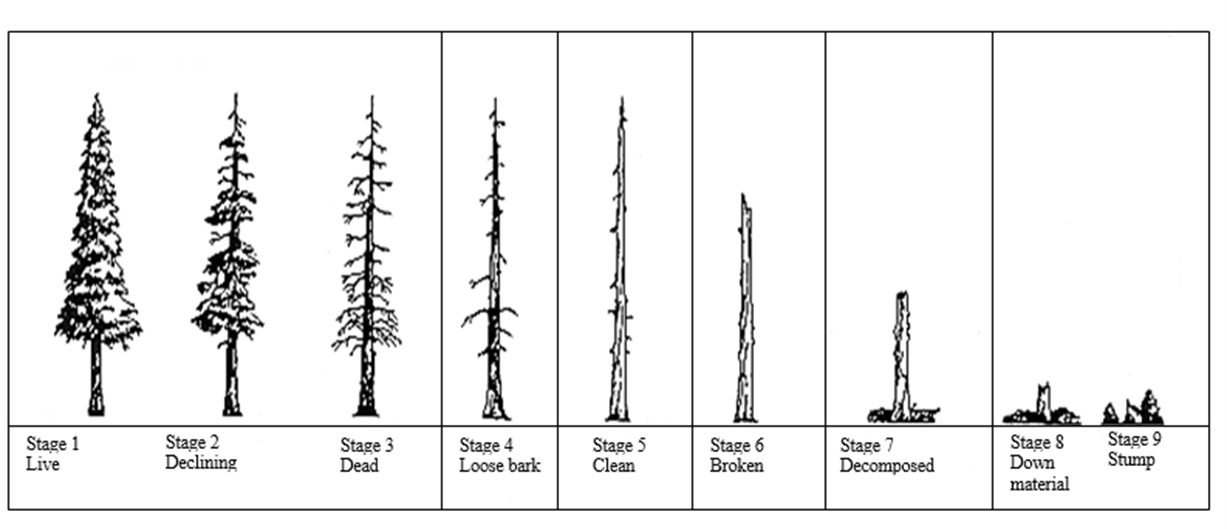 Stage 1
Live
Stage 2
Declining
Stage 3
Dead
Stage 4
Loose bark
Stage 5
Clean
Stage 6
Broken
Stage 7
Decomposed
Stage 8
Down
material
Stage 9
Stump